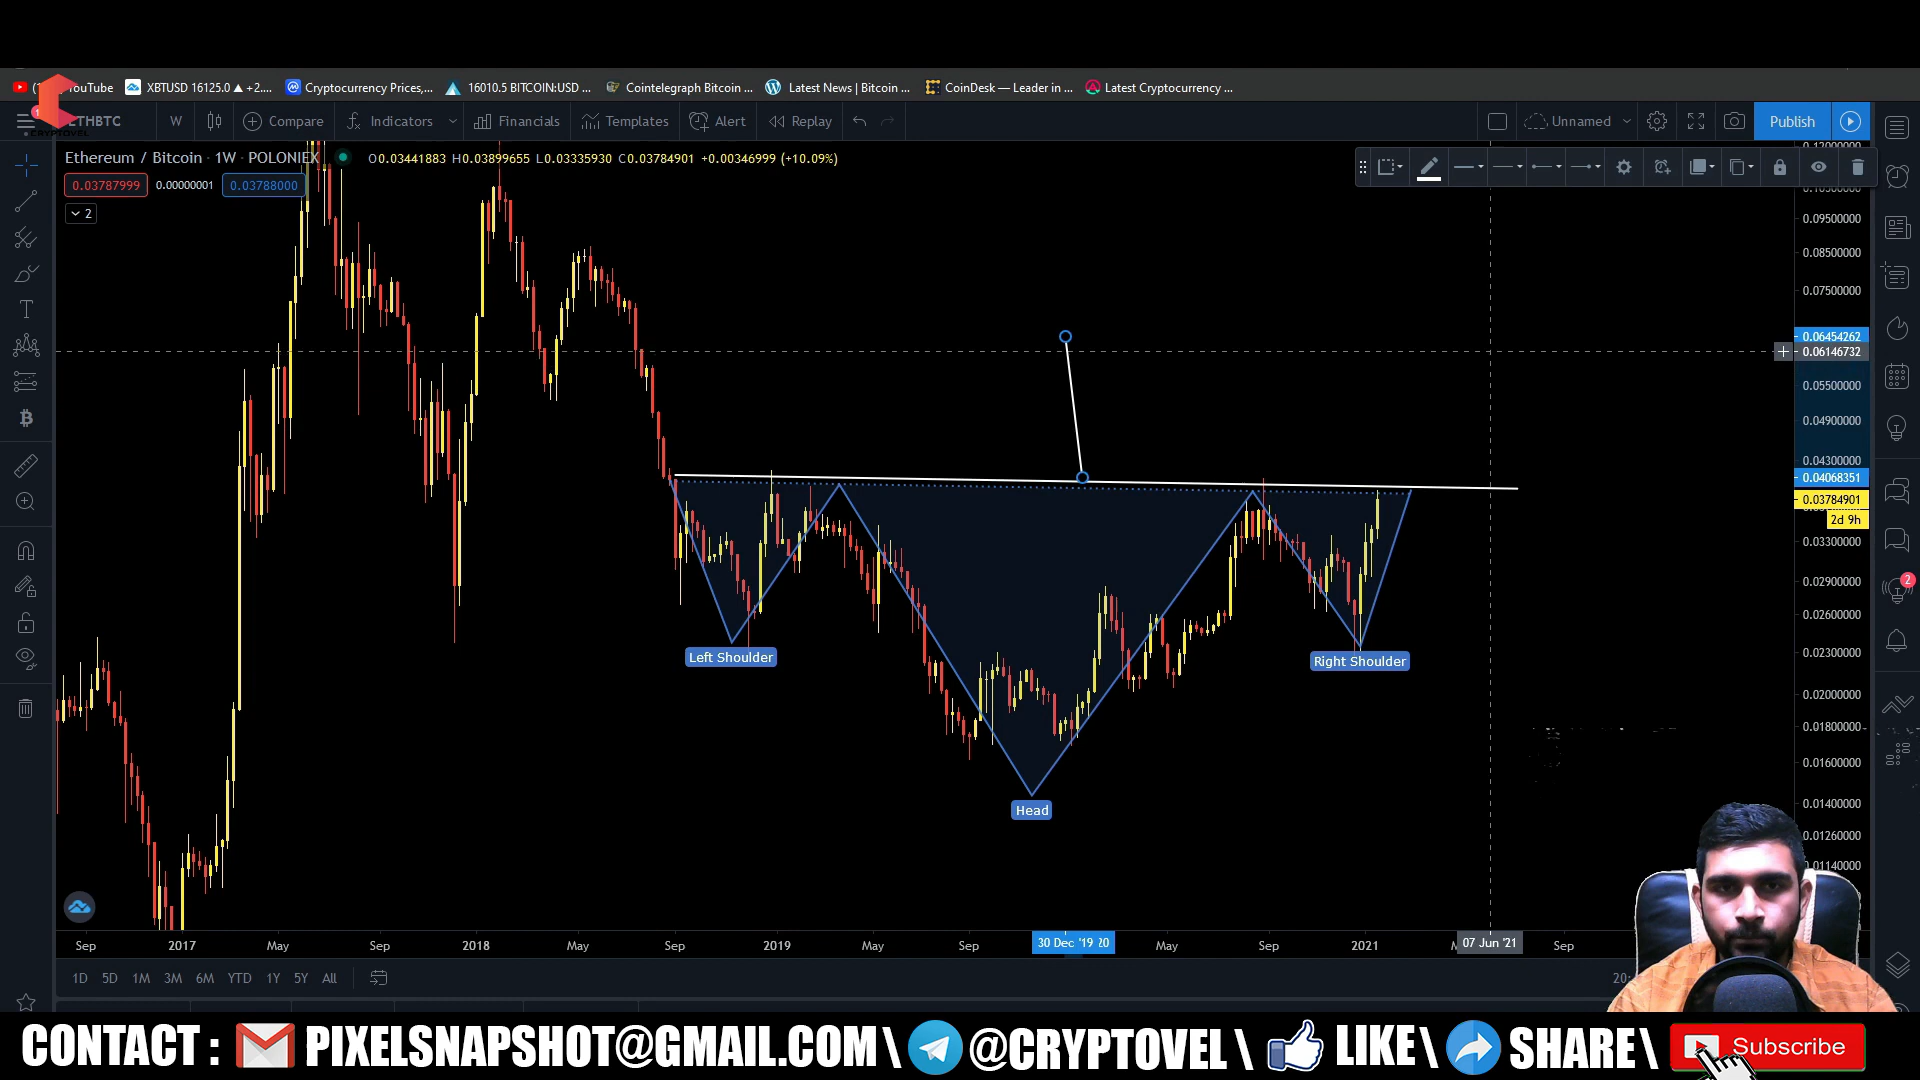 YouTube XBTUSD 16125.0 ▲ +2.... Cryptocurrency Prices,... 16010.5 BITCOIN:USD ... Cointelegraph Bitcoin ... Latest News | Bitcoin ... CoinDesk — Leader in ... Latest Cryptocurrency ...
ETHBTC W Compare Indicators Financials Templates Alert Replay Unnamed Publish
CRYPTOVEL
Ethereum / Bitcoin · 1W · POLONIEX O0.03441883 H0.03899655 L0.03335930 C0.03784901 +0.00346999 (+10.09%)
0.03787999 0.00000001 0.03788000
2
0.09500000
0.08500000
0.07500000
0.06454262
0.06146732
0.05500000
0.04900000
0.04300000
0.04068351
0.03784901
2d 9h
0.03300000
0.02900000
2
0.02600000
Left Shoulder Right Shoulder 0.02300000
0.02000000
0.01800000
0.01600000
0.01400000
Head
0.01260000
0.01140000
Sep 2017 May Sep 2018 May Sep 2019 May Sep 30 Dec '19 20 May Sep 2021 07 Jun '21 Sep
1D 5D 1M 3M 6M YTD 1Y 5Y All
CONTACT : PIXELSNAPSHOT@GMAIL.COM \ @CRYPTOVEL \ LIKE \ SHARE \ Subscribe